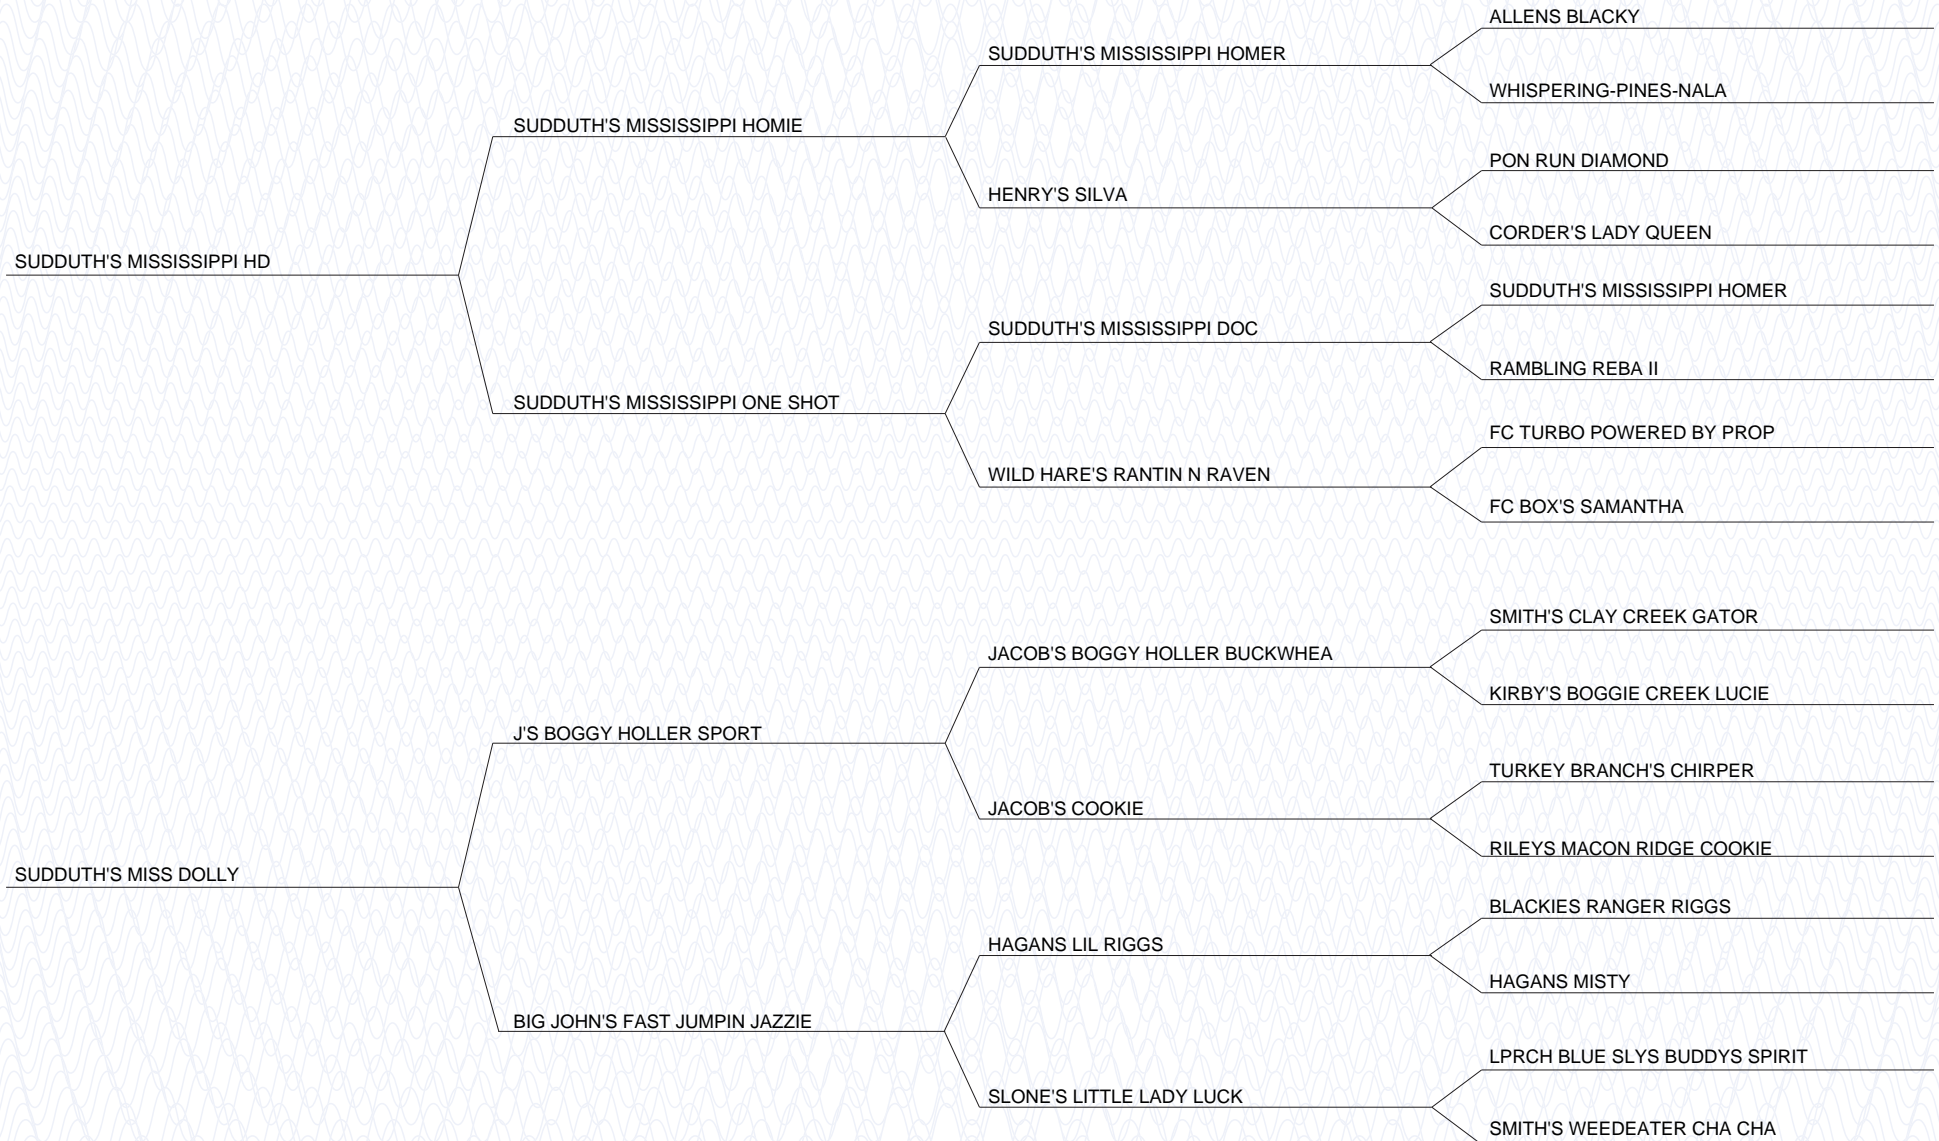 ALLENS BLACKY
SUDDUTH'S MISSISSIPPI HOMER
WHISPERING-PINES-NALA
SUDDUTH'S MISSISSIPPI HOMIE
PON RUN DIAMOND
HENRY'S SILVA
CORDER'S LADY QUEEN
SUDDUTH'S MISSISSIPPI HD
SUDDUTH'S MISSISSIPPI HOMER
SUDDUTH'S MISSISSIPPI DOC
RAMBLING REBA II
SUDDUTH'S MISSISSIPPI ONE SHOT
FC TURBO POWERED BY PROP
WILD HARE'S RANTIN N RAVEN
FC BOX'S SAMANTHA
SMITH'S CLAY CREEK GATOR
JACOB'S BOGGY HOLLER BUCKWHEA
KIRBY'S BOGGIE CREEK LUCIE
J'S BOGGY HOLLER SPORT
TURKEY BRANCH'S CHIRPER
JACOB'S COOKIE
RILEYS MACON RIDGE COOKIE
SUDDUTH'S MISS DOLLY
BLACKIES RANGER RIGGS
HAGANS LIL RIGGS
HAGANS MISTY
BIG JOHN'S FAST JUMPIN JAZZIE
LPRCH BLUE SLYS BUDDYS SPIRIT
SLONE'S LITTLE LADY LUCK
SMITH'S WEEDEATER CHA CHA